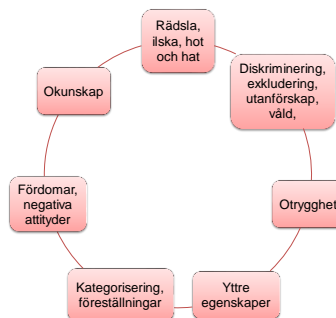 Rädsla,
ilska, hot
och hat
Diskriminering,
exkludering,
utanförskap,
våld,
Otrygghet
Yttre
egenskaper
Kategorisering,
föreställningar
Fördomar,
negativa
attityder
Okunskap